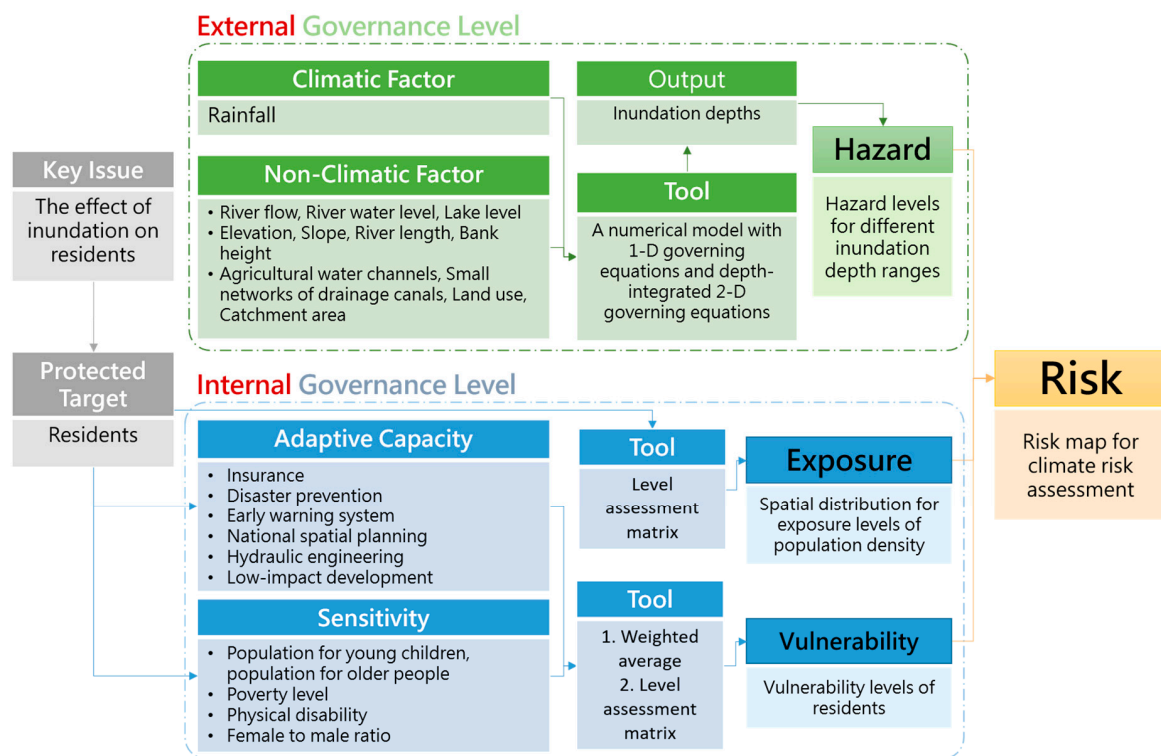 External Governance Level
Climatic Factor
Rainfall
Output
Inundation depths
Hazard
Hazard levels
for different
inundation
depth ranges
Key Issue
The effect of
inundation on
residents
Non-Climatic Factor
• River flow, River water level, Lake level
• Elevation, Slope, River length, Bank
height
• Agricultural water channels, Small
networks of drainage canals, Land use,
Catchment area
Tool
A numerical model with
1-D governing
equations and depth-
integrated 2-D
governing equations
Protected
Target
Residents
Internal Governance Level
Adaptive Capacity
• Insurance
• Disaster prevention
• Early warning system
• National spatial planning
• Hydraulic engineering
• Low-impact development
Tool
Level
assessment
matrix
Exposure
Spatial distribution for
exposure levels of
population density
Risk
Risk map for
climate risk
assessment
Sensitivity
• Population for young children,
population for older people
• Poverty level
• Physical disability
• Female to male ratio
Tool
1. Weighted
average
2. Level
assessment
matrix
Vulnerability
Vulnerability levels of
residents